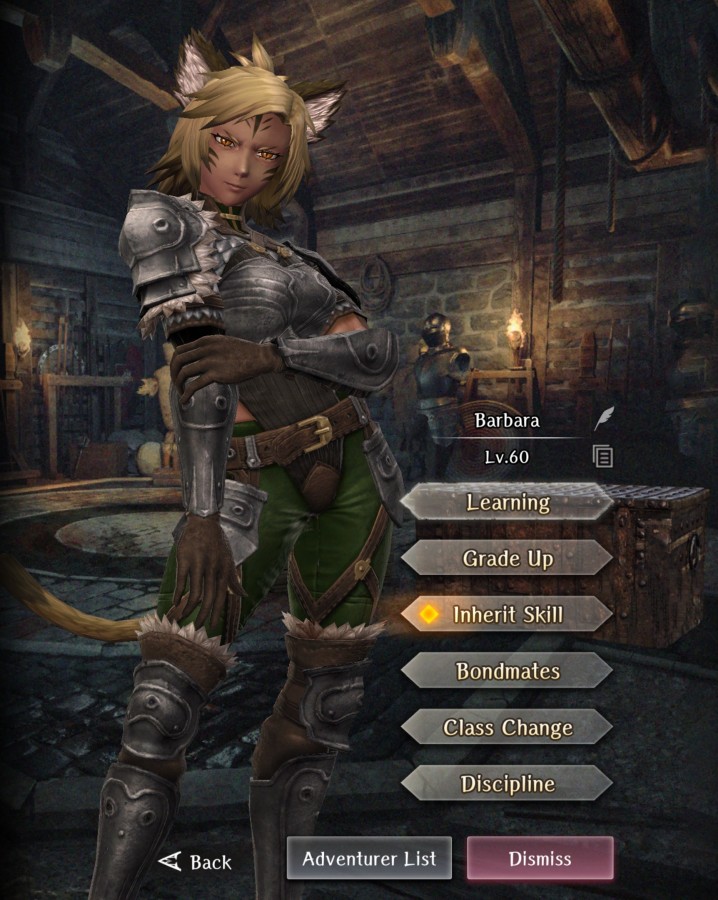 Barbara
Lv.60
Learning
Grade Up
Inherit Skill
Bondmates
Class Change
Discipline
Back
Adventurer List
Dismiss